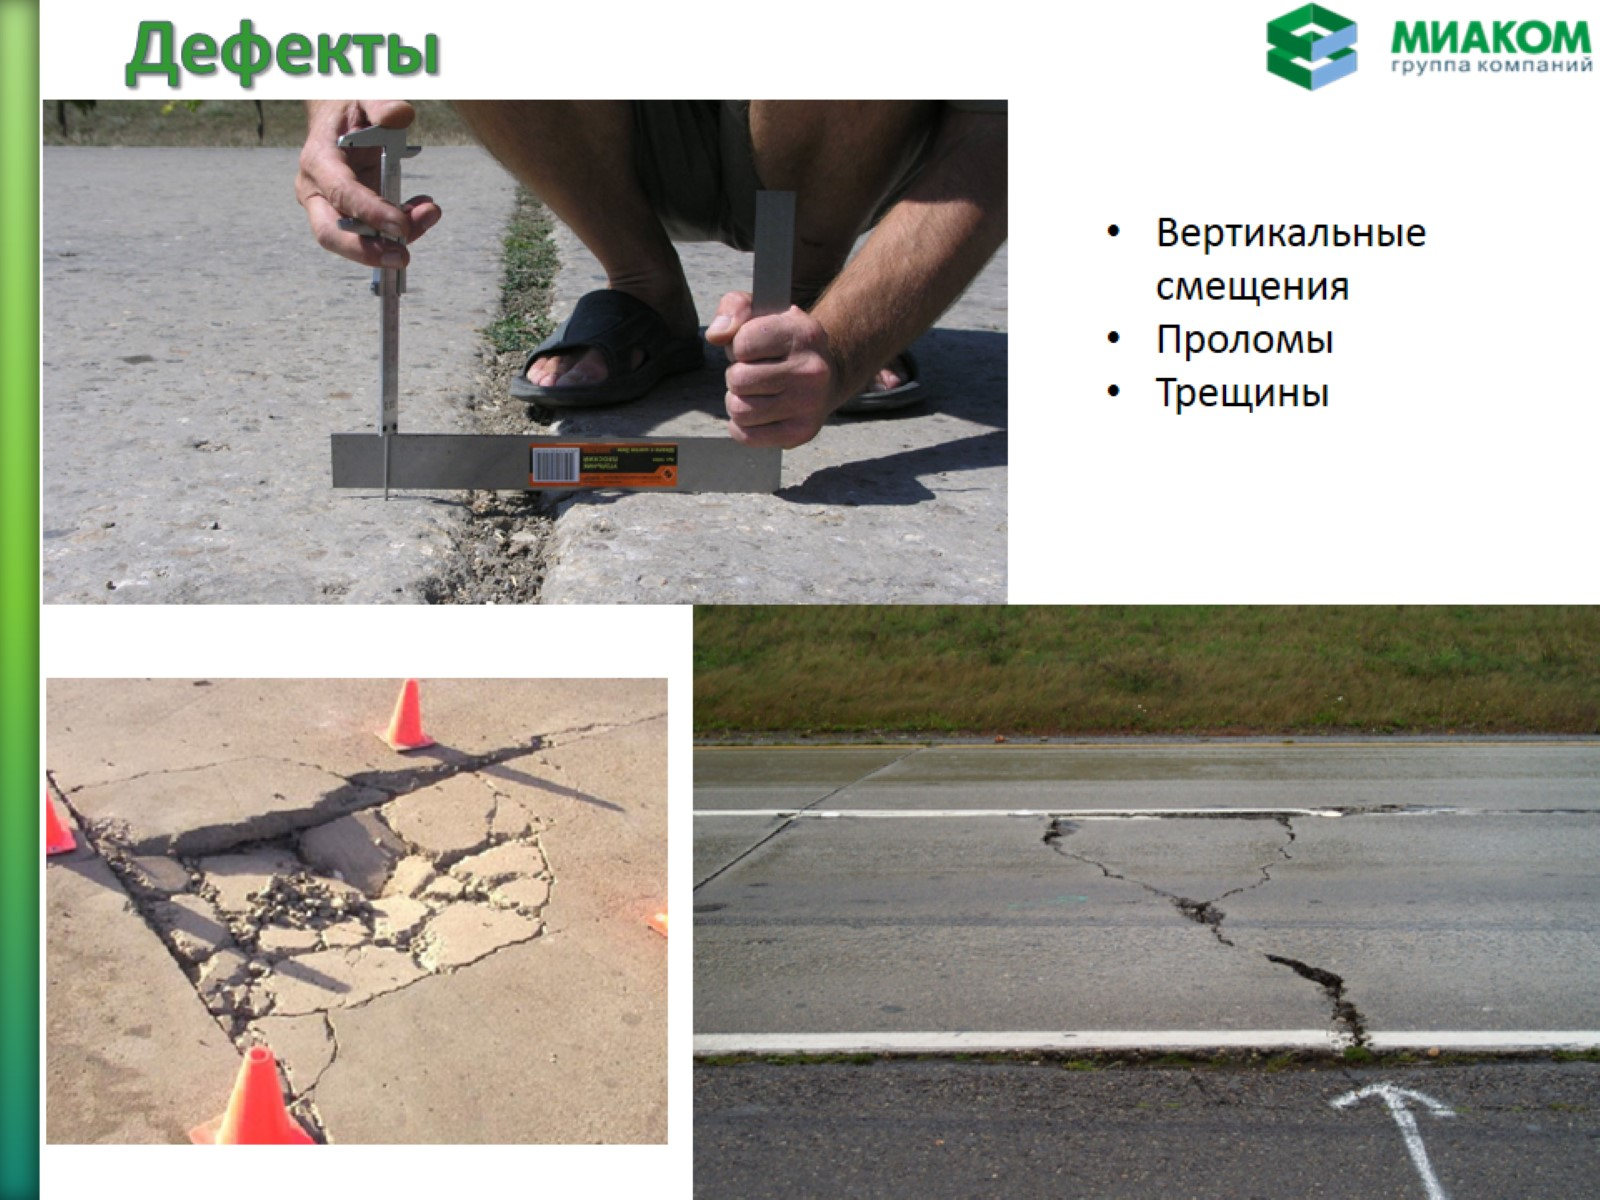 Дефекты
МИАКОМ
группа компаний
• Вертикальные
смещения
• Проломы
• Трещины